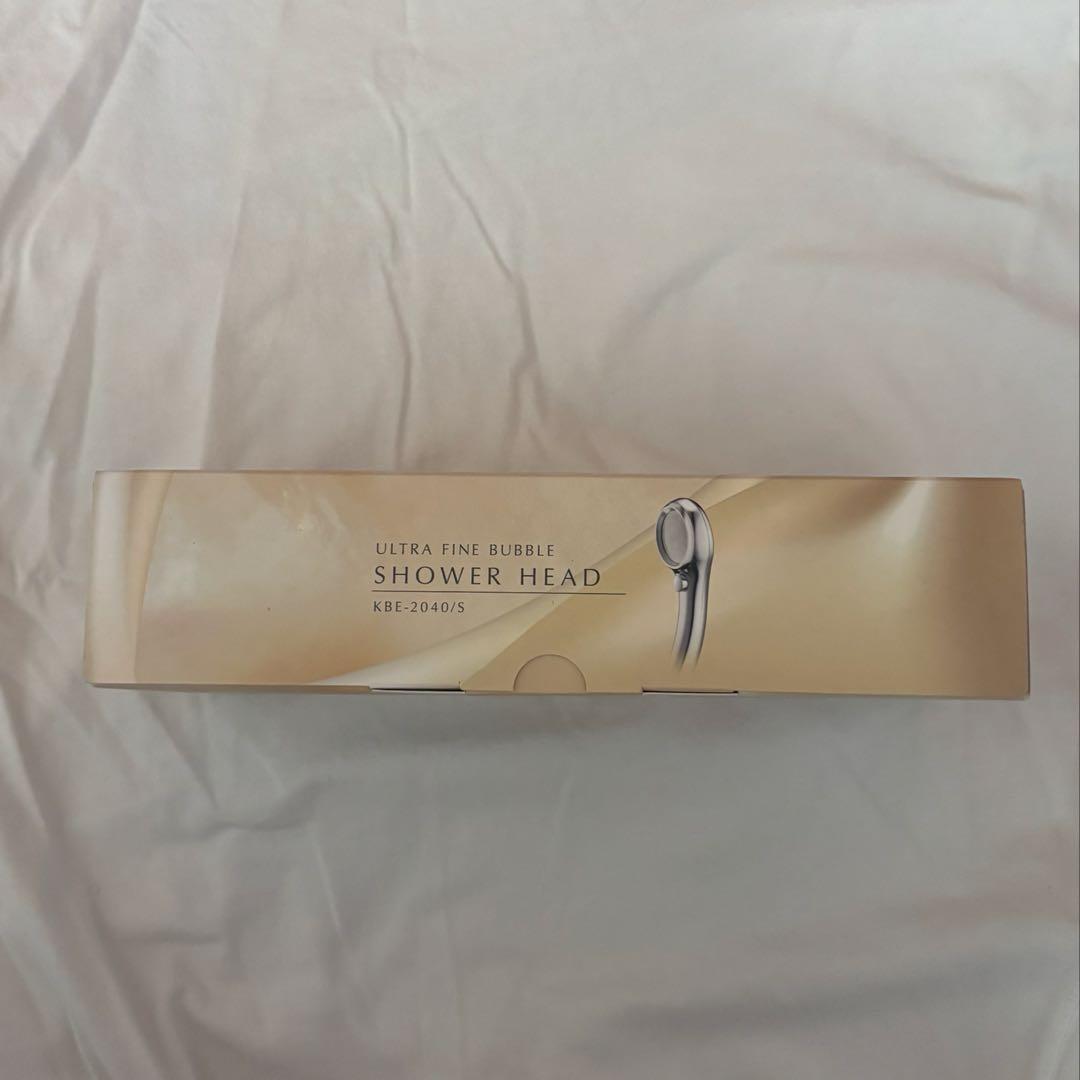 ULTRA FINE BUBBLE
SHOWER HEAD
KBE-2040/S